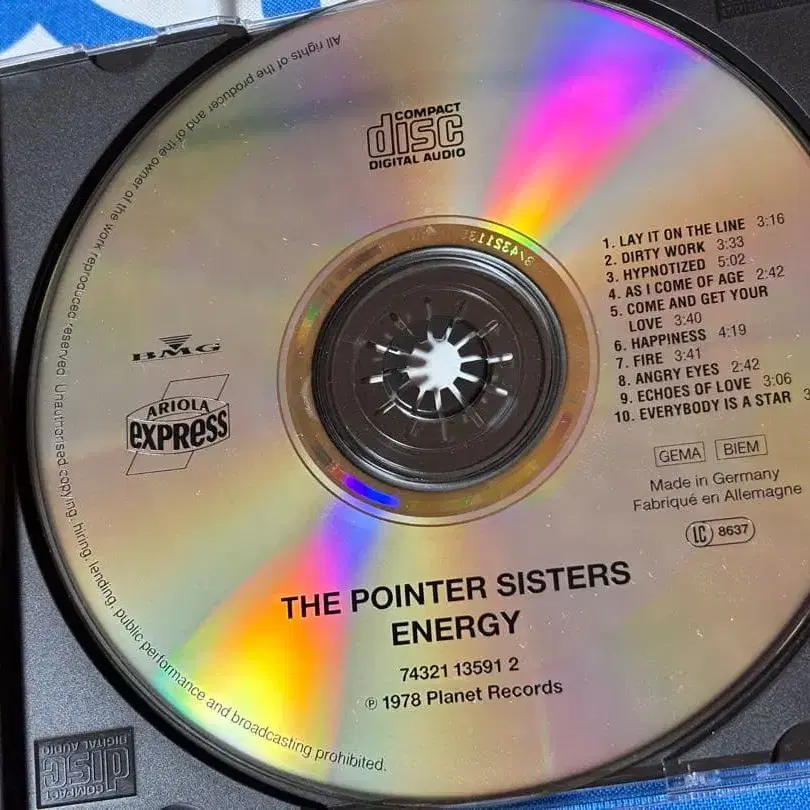 COMPACT
disc
DIGITAL AUDIO
1. LAY IT ON THE LINE 3:16
2. DIRTY WORK 3:33
3. HYPNOTIZED 5:02
4. AS I COME OF AGE 2:42
5. COME AND GET YOUR
LOVE 3:40
6. HAPPINESS 4:19
7. FIRE 3:41
8. ANGRY EYES 2:42
9. ECHOES OF LOVE 3:06
10. EVERYBODY IS A STAR 3
BMG
ARIOLA
EXPRESS
GEMA BIEM
Made in Germany
Fabriqué en Allemagne
LC 8637
THE POINTER SISTERS
ENERGY
74321 13591 2
℗ 1978 Planet Records
All rights of the producer and of the owner of the work reproduced reserved. Unauthorised copying, hiring, lending, public performance and broadcasting prohibited.
COMPACT
disc
DIGITAL AUDIO